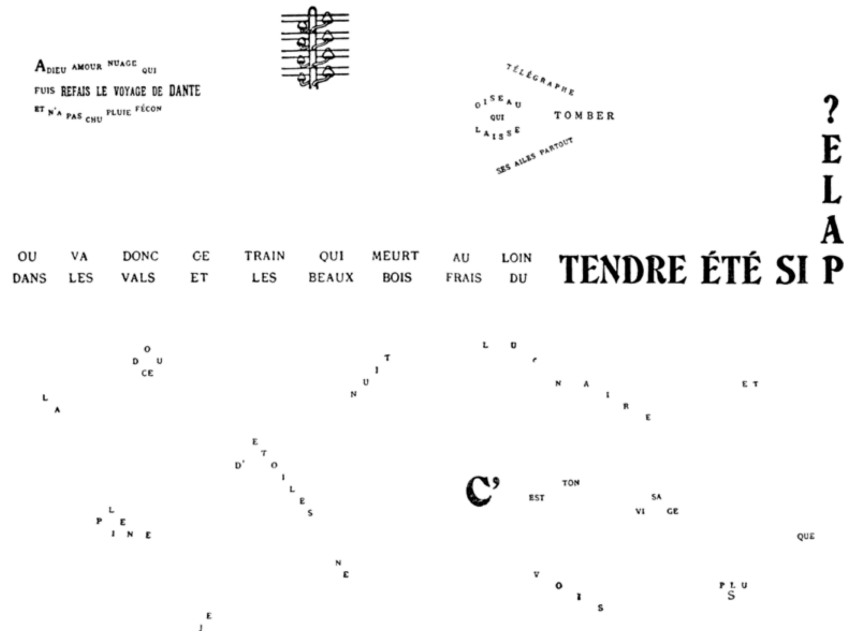 ADIEU AMOUR NUAGE QUI
FUIS REFAIS LE VOYAGE DE DANTE
ET N'A PAS CHU PLUIE FÉCON
TÉLÉGRAPHE
OISEAU
QUI
LAISSE
TOMBER
SES AILES PARTOUT
OU VA DONC CE TRAIN QUI MEURT AU LOIN
DANS LES VALS ET LES BEAUX BOIS FRAIS DU TENDRE ÉTÉ SI PALE?
LA
DOUCE
NUIT
LUNAIRE
ET
PLEINE
D'ETOILES
C'EST
TON
VISAGE
QUE
JE
NE
VOIS
PLUS